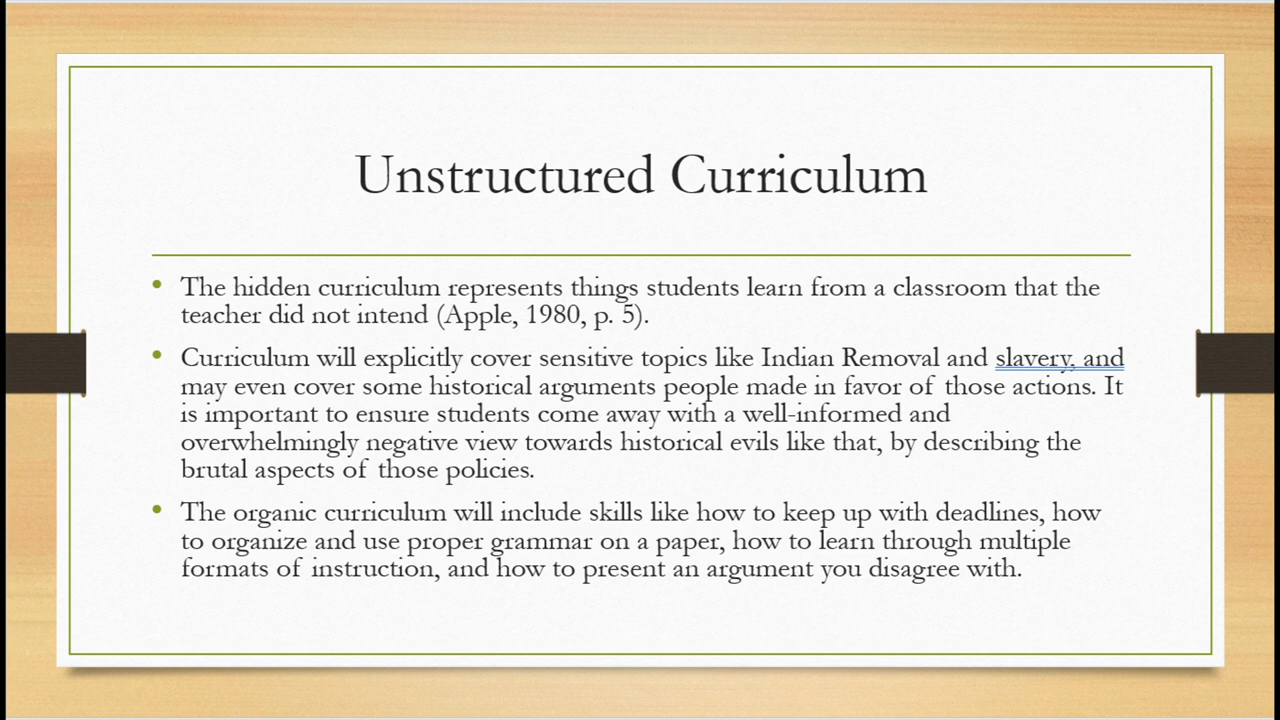 Unstructured Curriculum
• The hidden curriculum represents things students learn from a classroom that the
teacher did not intend (Apple, 1980, p. 5).
• Curriculum will explicitly cover sensitive topics like Indian Removal and slavery, and
may even cover some historical arguments people made in favor of those actions. It
is important to ensure students come away with a well-informed and
overwhelmingly negative view towards historical evils like that, by describing the
brutal aspects of those policies.
• The organic curriculum will include skills like how to keep up with deadlines, how
to organize and use proper grammar on a paper, how to learn through multiple
formats of instruction, and how to present an argument you disagree with.